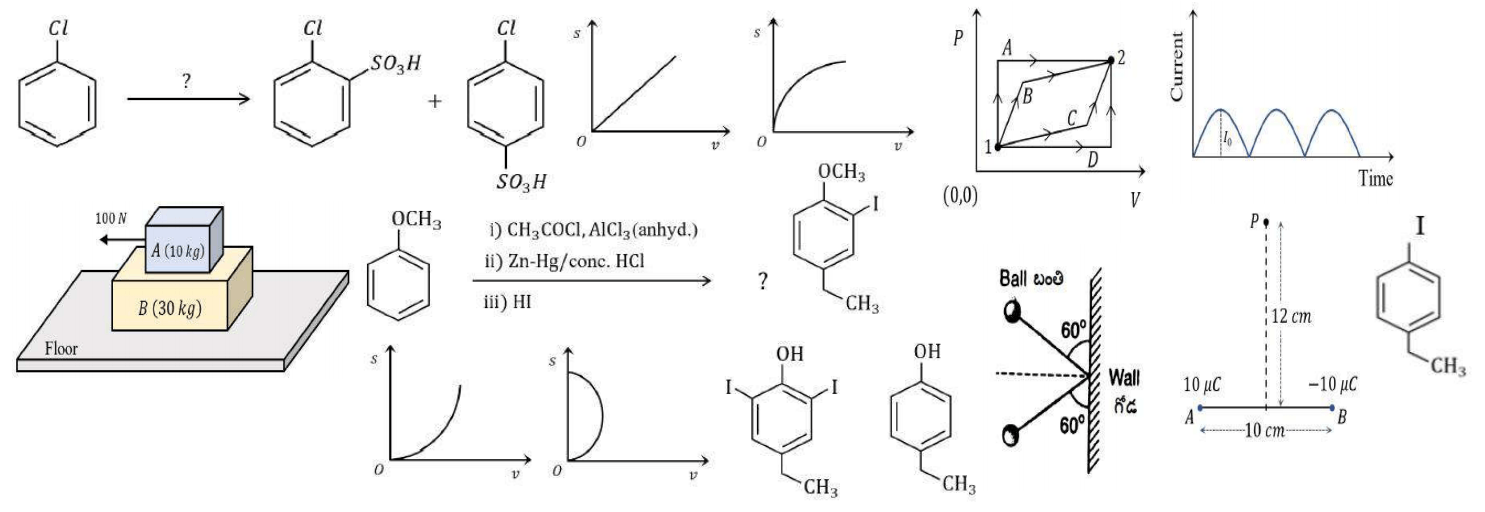 Cl
?
Cl
SO₃H
+
Cl
SO₃H
s
O
v
s
O
v
P
A
2
B
C
1
D
(0,0)
V
Current
I₀
Time
100 N
A (10 kg)
B (30 kg)
Floor
OCH₃
i) CH₃COCl, AlCl₃(anhyd.)
ii) Zn-Hg/conc. HCl
iii) HI
?
OCH₃
I
CH₃
Ball బంతి
60°
Wall
గోడ
60°
P
12 cm
10 μC
−10 μC
A
B
10 cm
I
CH₃
s
O
v
s
O
v
OH
I
I
CH₃
OH
CH₃